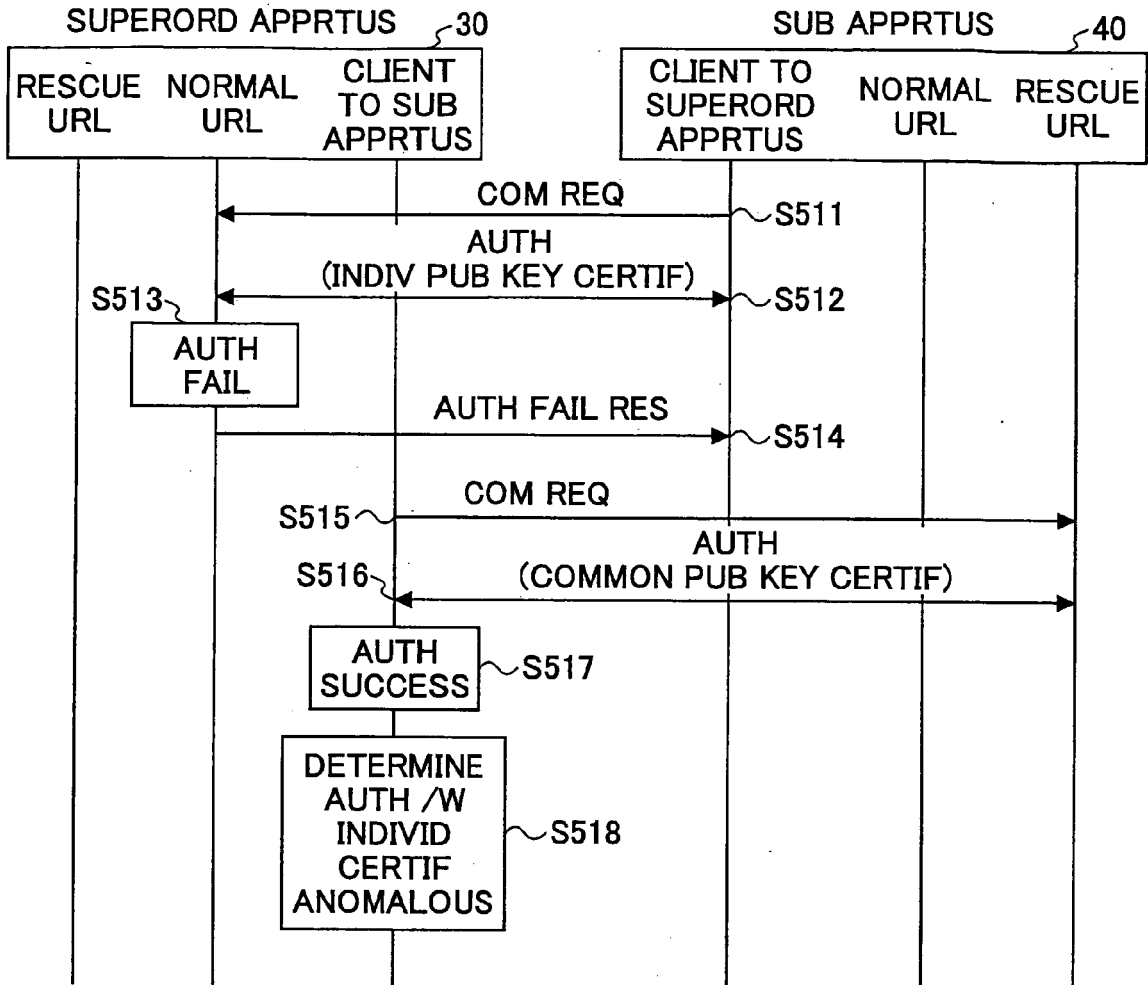 SUPERORD APPRTUS
30
SUB APPRTUS
40
RESCUE
URL
NORMAL
URL
CLIENT
TO SUB
APPRTUS
CLIENT TO
SUPERORD
APPRTUS
NORMAL
URL
RESCUE
URL
COM REQ
S511
AUTH
(INDIV PUB KEY CERTIF)
S512
S513
AUTH
FAIL
AUTH FAIL RES
S514
COM REQ
S515
AUTH
(COMMON PUB KEY CERTIF)
S516
AUTH
SUCCESS
S517
DETERMINE
AUTH /W
INDIVID
CERTIF
ANOMALOUS
S518